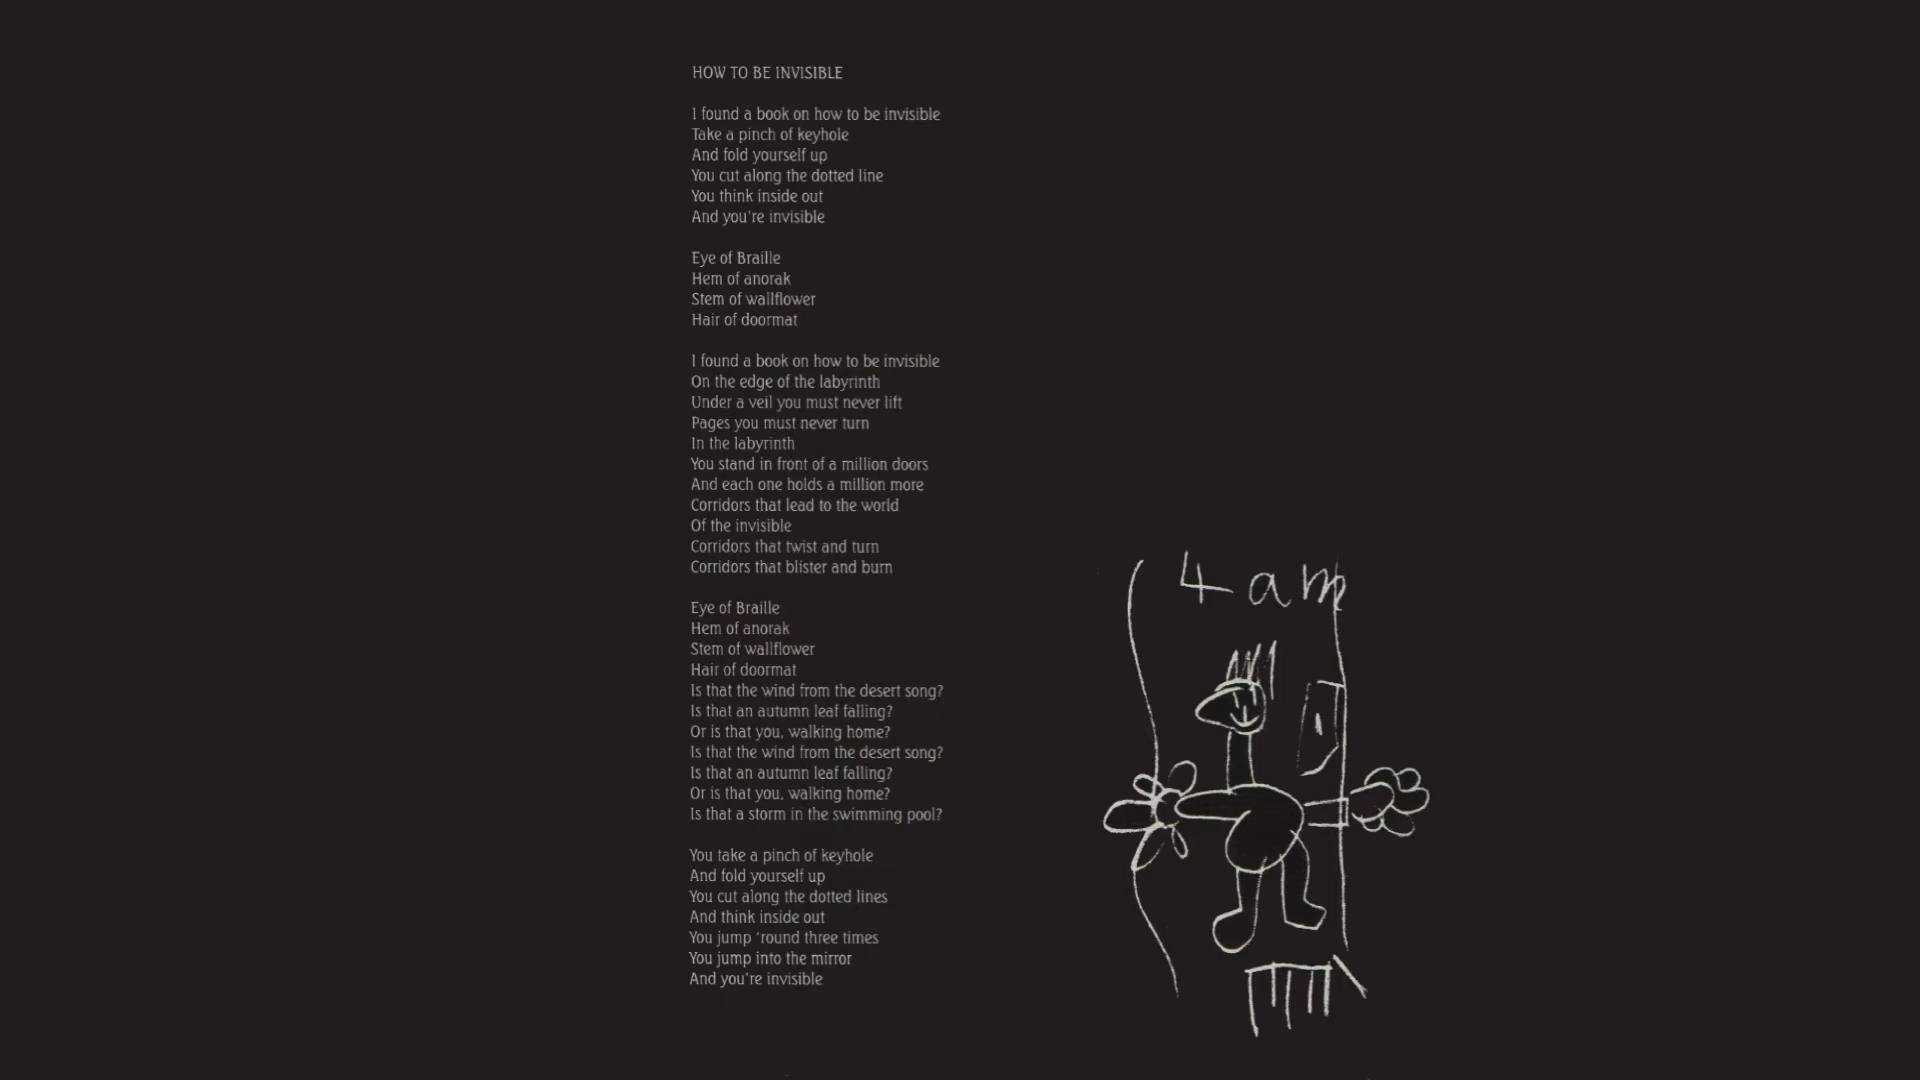 HOW TO BE INVISIBLE
I found a book on how to be invisible
Take a pinch of keyhole
And fold yourself up
You cut along the dotted line
You think inside out
And you're invisible
Eye of Braille
Hem of anorak
Stem of wallflower
Hair of doormat
I found a book on how to be invisible
On the edge of the labyrinth
Under a veil you must never lift
Pages you must never turn
In the labyrinth
You stand in front of a million doors
And each one holds a million more
Corridors that lead to the world
Of the invisible
Corridors that twist and turn
Corridors that blister and burn
Eye of Braille
Hem of anorak
Stem of wallflower
Hair of doormat
Is that the wind from the desert song?
Is that an autumn leaf falling?
Or is that you, walking home?
Is that the wind from the desert song?
Is that an autumn leaf falling?
Or is that you, walking home?
Is that a storm in the swimming pool?
You take a pinch of keyhole
And fold yourself up
You cut along the dotted lines
And think inside out
You jump ‘round three times
You jump into the mirror
And you're invisible
4 am